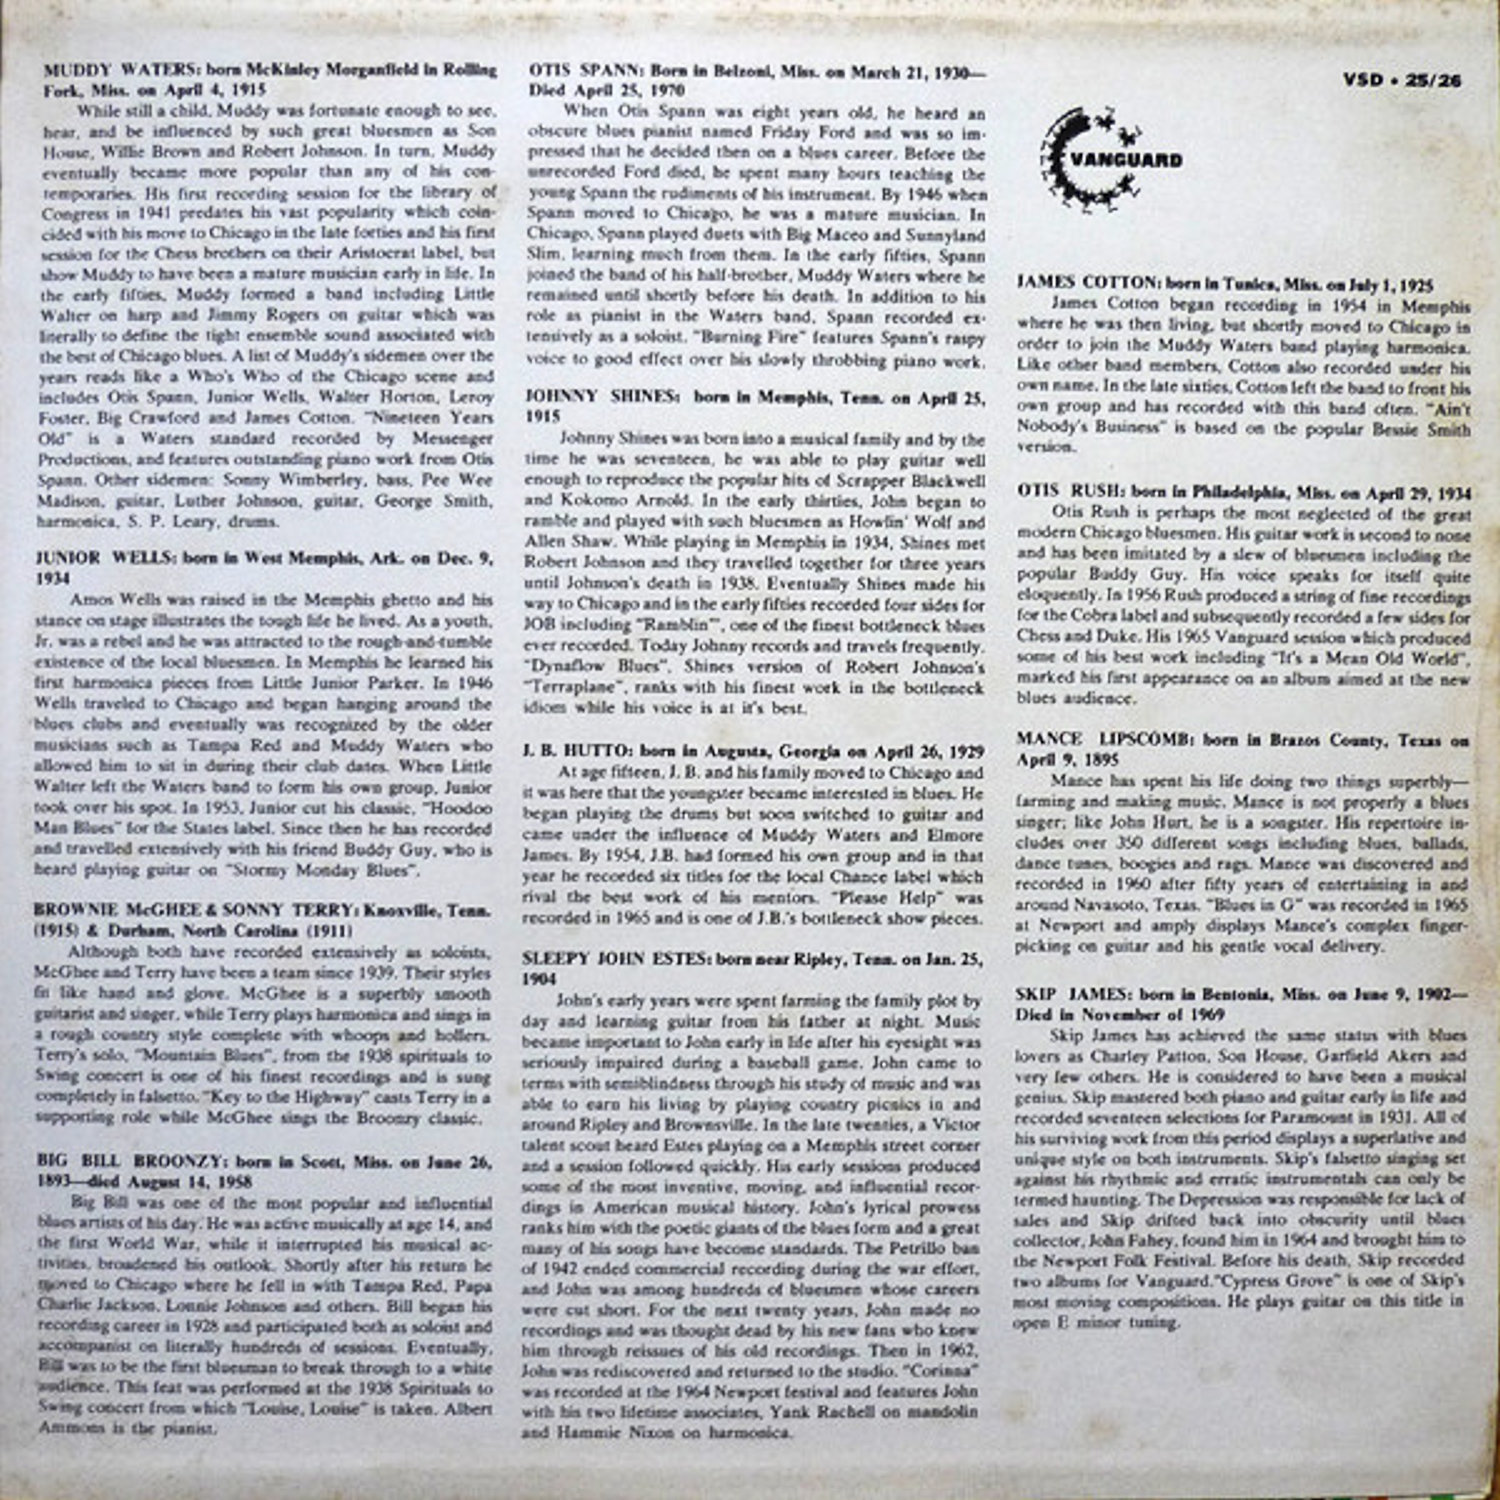 MUDDY WATERS: born McKinley Morganfield in Rolling
Fork, Miss. on April 4, 1915
While still a child, Muddy was fortunate enough to see,
hear, and be influenced by such great bluesmen as Son
House, Willie Brown and Robert Johnson. In turn, Muddy
eventually became more popular than any of his con-
temporaries. His first recording session for the library of
Congress in 1941 predates his vast popularity which coin-
cided with his move to Chicago in the late forties and his first
session for the Chess brothers on their Aristocrat label, but
show Muddy to have been a mature musician early in life. In
the early fifties, Muddy formed a band including Little
Walter on harp and Jimmy Rogers on guitar which was
literally to define the tight ensemble sound associated with
the best of Chicago blues. A list of Muddy's sidemen over the
years reads like a Who's Who of the Chicago scene and
includes Otis Spann, Junior Wells, Walter Horton, Leroy
Foster, Big Crawford and James Cotton. "Nineteen Years
Old" is a Waters standard recorded by Messenger
Productions, and features outstanding piano work from Otis
Spann. Other sidemen: Sonny Wimberley, bass, Pee Wee
Madison, guitar, Luther Johnson, guitar, George Smith,
harmonica, S. P. Leary, drums.
JUNIOR WELLS: born in West Memphis, Ark. on Dec. 9,
1934
Amos Wells was raised in the Memphis ghetto and his
stance on stage illustrates the tough life he lived. As a youth,
Jr. was a rebel and he was attracted to the rough-and-tumble
existence of the local bluesmen. In Memphis he learned his
first harmonica pieces from Little Junior Parker. In 1946
Wells traveled to Chicago and began hanging around the
blues clubs and eventually was recognized by the older
musicians such as Tampa Red and Muddy Waters who
allowed him to sit in during their club dates. When Little
Walter left the Waters band to form his own group, Junior
took over his spot. In 1953, Junior cut his classic, "Hoodoo
Man Blues" for the States label. Since then he has recorded
and travelled extensively with his friend Buddy Guy, who is
heard playing guitar on "Stormy Monday Blues".
BROWNIE McGHEE & SONNY TERRY: Knoxville, Tenn.
(1915) & Durham, North Carolina (1911)
Although both have recorded extensively as soloists,
McGhee and Terry have been a team since 1939. Their styles
fit like hand and glove. McGhee is a superbly smooth
guitarist and singer, while Terry plays harmonica and sings in
a rough country style complete with whoops and hollers.
Terry's solo, "Mountain Blues", from the 1938 spirituals to
Swing concert is one of his finest recordings and is sung
completely in falsetto. "Key to the Highway" casts Terry in a
supporting role while McGhee sings the Broonzy classic.
BIG BILL BROONZY: born in Scott, Miss. on June 26,
1893—died August 14, 1958
Big Bill was one of the most popular and influential
blues artists of his day. He was active musically at age 14, and
the first World War, while it interrupted his musical ac-
tivities, broadened his outlook. Shortly after his return he
moved to Chicago where he fell in with Tampa Red, Papa
Charlie Jackson, Lonnie Johnson and others. Bill began his
recording career in 1928 and participated both as soloist and
accompanist on literally hundreds of sessions. Eventually,
Bill was to be the first bluesman to break through to a white
audience. This feat was performed at the 1938 Spirituals to
Swing concert from which "Louise, Louise" is taken. Albert
Ammons is the pianist.
OTIS SPANN: Born in Belzoni, Miss. on March 21, 1930—
Died April 25, 1970
When Otis Spann was eight years old, he heard an
obscure blues pianist named Friday Ford and was so im-
pressed that he decided then on a blues career. Before the
unrecorded Ford died, he spent many hours teaching the
young Spann the rudiments of his instrument. By 1946 when
Spann moved to Chicago, he was a mature musician. In
Chicago, Spann played duets with Big Maceo and Sunnyland
Slim, learning much from them. In the early fifties, Spann
joined the band of his half-brother, Muddy Waters where he
remained until shortly before his death. In addition to his
role as pianist in the Waters band, Spann recorded ex-
tensively as a soloist. "Burning Fire" features Spann's raspy
voice to good effect over his slowly throbbing piano work.
JOHNNY SHINES: born in Memphis, Tenn. on April 25,
1915
Johnny Shines was born into a musical family and by the
time he was seventeen, he was able to play guitar well
enough to reproduce the popular hits of Scrapper Blackwell
and Kokomo Arnold. In the early thirties, John began to
ramble and played with such bluesmen as Howlin' Wolf and
Allen Shaw. While playing in Memphis in 1934, Shines met
Robert Johnson and they travelled together for three years
until Johnson's death in 1938. Eventually Shines made his
way to Chicago and in the early fifties recorded four sides for
JOB including "Ramblin'", one of the finest bottleneck blues
ever recorded. Today Johnny records and travels frequently.
"Dynaflow Blues", Shines version of Robert Johnson's
"Terraplane", ranks with his finest work in the bottleneck
idiom while his voice is at it's best.
J. B. HUTTO: born in Augusta, Georgia on April 26, 1929
At age fifteen, J. B. and his family moved to Chicago and
it was here that the youngster became interested in blues. He
began playing the drums but soon switched to guitar and
came under the influence of Muddy Waters and Elmore
James. By 1954, J.B. had formed his own group and in that
year he recorded six titles for the local Chance label which
rival the best work of his mentors. "Please Help" was
recorded in 1965 and is one of J.B.'s bottleneck show pieces.
SLEEPY JOHN ESTES: born near Ripley, Tenn. on Jan. 25,
1904
John's early years were spent farming the family plot by
day and learning guitar from his father at night. Music
became important to John early in life after his eyesight was
seriously impaired during a baseball game. John came to
terms with semiblindness through his study of music and was
able to earn his living by playing country picnics in and
around Ripley and Brownsville. In the late twenties, a Victor
talent scout heard Estes playing on a Memphis street corner
and a session followed quickly. His early sessions produced
some of the most inventive, moving, and influential recor-
dings in American musical history. John's lyrical prowess
ranks him with the poetic giants of the blues form and a great
many of his songs have become standards. The Petrillo ban
of 1942 ended commercial recording during the war effort,
and John was among hundreds of bluesmen whose careers
were cut short. For the next twenty years, John made no
recordings and was thought dead by his new fans who knew
him through reissues of his old recordings. Then in 1962,
John was rediscovered and returned to the studio. "Corinna"
was recorded at the 1964 Newport festival and features John
with his two lifetime associates, Yank Rachell on mandolin
and Hammie Nixon on harmonica.
VSD • 25/26
VANGUARD
JAMES COTTON: born in Tunica, Miss. on July 1, 1925
James Cotton began recording in 1954 in Memphis
where he was then living, but shortly moved to Chicago in
order to join the Muddy Waters band playing harmonica.
Like other band members, Cotton also recorded under his
own name. In the late sixties, Cotton left the band to front his
own group and has recorded with this band often. "Ain't
Nobody's Business" is based on the popular Bessie Smith
version.
OTIS RUSH: born in Philadelphia, Miss. on April 29, 1934
Otis Rush is perhaps the most neglected of the great
modern Chicago bluesmen. His guitar work is second to none
and has been imitated by a slew of bluesmen including the
popular Buddy Guy. His voice speaks for itself quite
eloquently. In 1956 Rush produced a string of fine recordings
for the Cobra label and subsequently recorded a few sides for
Chess and Duke. His 1965 Vanguard session which produced
some of his best work including "It's a Mean Old World",
marked his first appearance on an album aimed at the new
blues audience.
MANCE LIPSCOMB: born in Brazos County, Texas on
April 9, 1895
Mance has spent his life doing two things superbly—
farming and making music. Mance is not properly a blues
singer; like John Hurt, he is a songster. His repertoire in-
cludes over 350 different songs including blues, ballads,
dance tunes, boogies and rags. Mance was discovered and
recorded in 1960 after fifty years of entertaining in and
around Navasoto, Texas. "Blues in G" was recorded in 1965
at Newport and amply displays Mance's complex finger-
picking on guitar and his gentle vocal delivery.
SKIP JAMES: born in Bentonia, Miss. on June 9, 1902—
Died in November of 1969
Skip James has achieved the same status with blues
lovers as Charley Patton, Son House, Garfield Akers and
very few others. He is considered to have been a musical
genius. Skip mastered both piano and guitar early in life and
recorded seventeen selections for Paramount in 1931. All of
his surviving work from this period displays a superlative and
unique style on both instruments. Skip's falsetto singing set
against his rhythmic and erratic instrumentals can only be
termed haunting. The Depression was responsible for lack of
sales and Skip drifted back into obscurity until blues
collector, John Fahey, found him in 1964 and brought him to
the Newport Folk Festival. Before his death, Skip recorded
two albums for Vanguard."Cypress Grove" is one of Skip's
most moving compositions. He plays guitar on this title in
open E minor tuning.